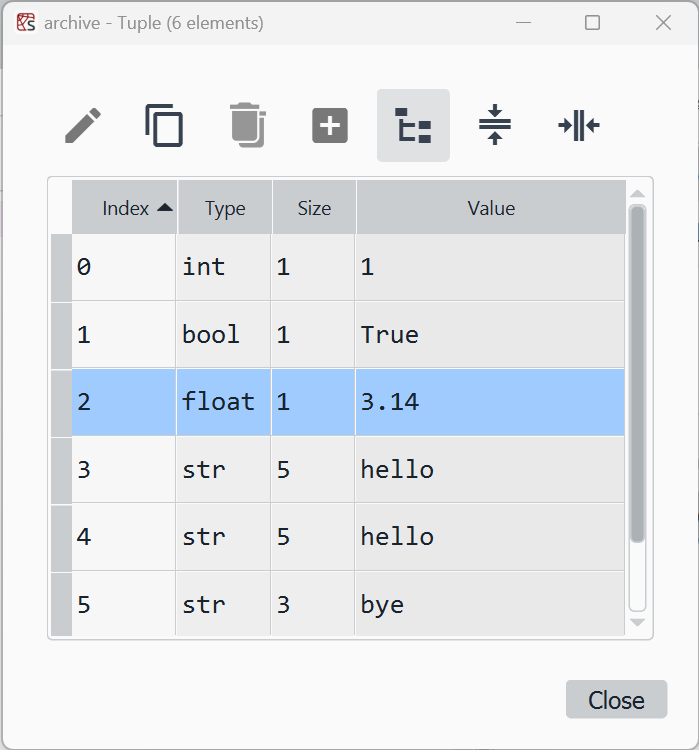 archive - Tuple (6 elements)
Index Type Size Value
0 int 1 1
1 bool 1 True
2 float 1 3.14
3 str 5 hello
4 str 5 hello
5 str 3 bye
Close